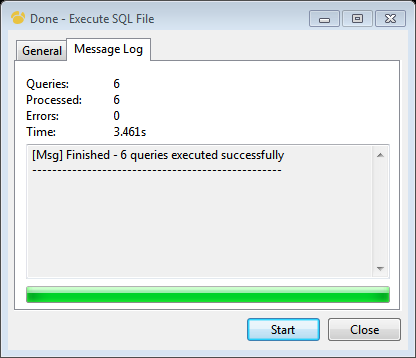 Done - Execute SQL File
General Message Log
Queries: 6
Processed: 6
Errors: 0
Time: 3.461s
[Msg] Finished - 6 queries executed successfully
--------------------------------------------------
Start Close